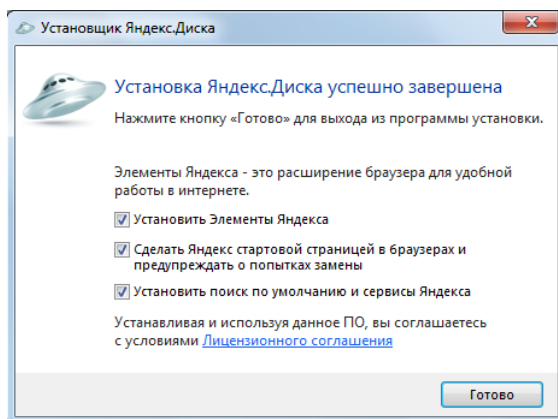 Установщик Яндекс.Диска
Установка Яндекс.Диска успешно завершена
Нажмите кнопку «Готово» для выхода из программы установки.
Элементы Яндекса - это расширение браузера для удобной
работы в интернете.
Установить Элементы Яндекса
Сделать Яндекс стартовой страницей в браузерах и
предупреждать о попытках замены
Установить поиск по умолчанию и сервисы Яндекса
Устанавливая и используя данное ПО, вы соглашаетесь
с условиями Лицензионного соглашения
Готово